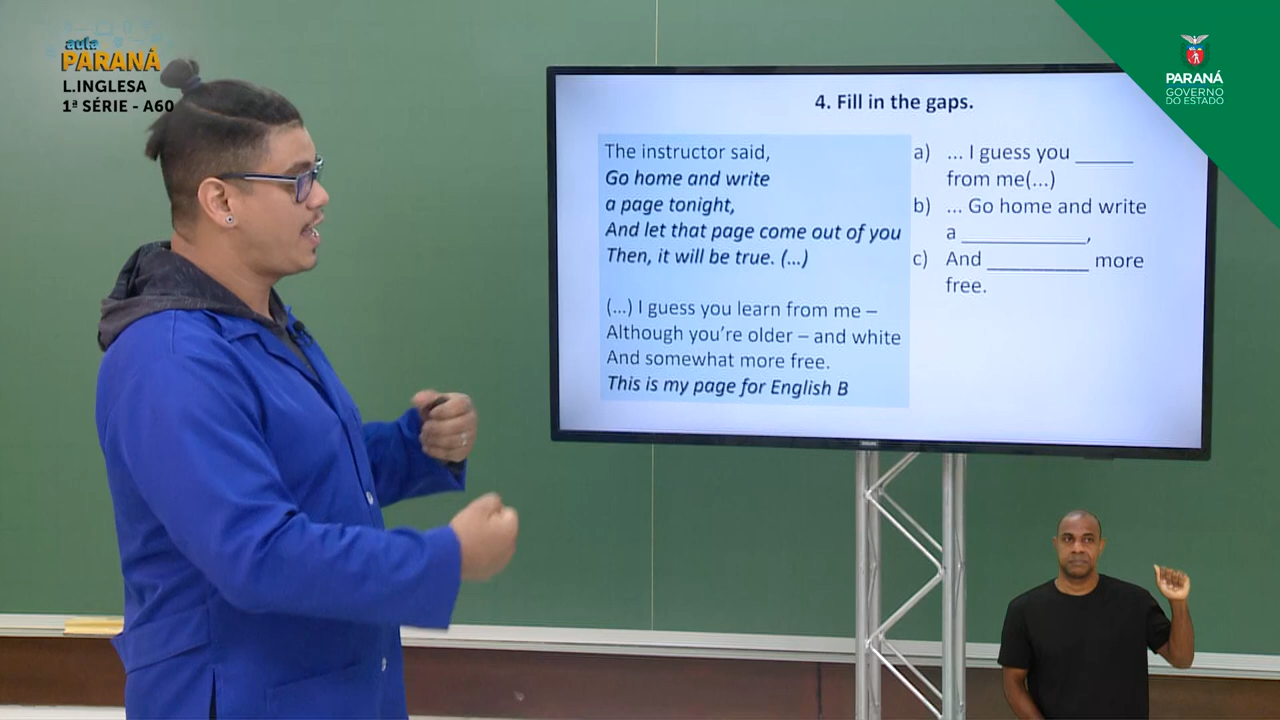 aula
PARANÁ
L.INGLESA
1ª SÉRIE - A60
PARANÁ
GOVERNO
DO ESTADO
4. Fill in the gaps.
The instructor said,
Go home and write
a page tonight,
And let that page come out of you
Then, it will be true. (...)
(...) I guess you learn from me –
Although you're older – and white
And somewhat more free.
This is my page for English B
a) ... I guess you _____
from me(...)
b) ... Go home and write
a ___________,
c) And _________ more
free.